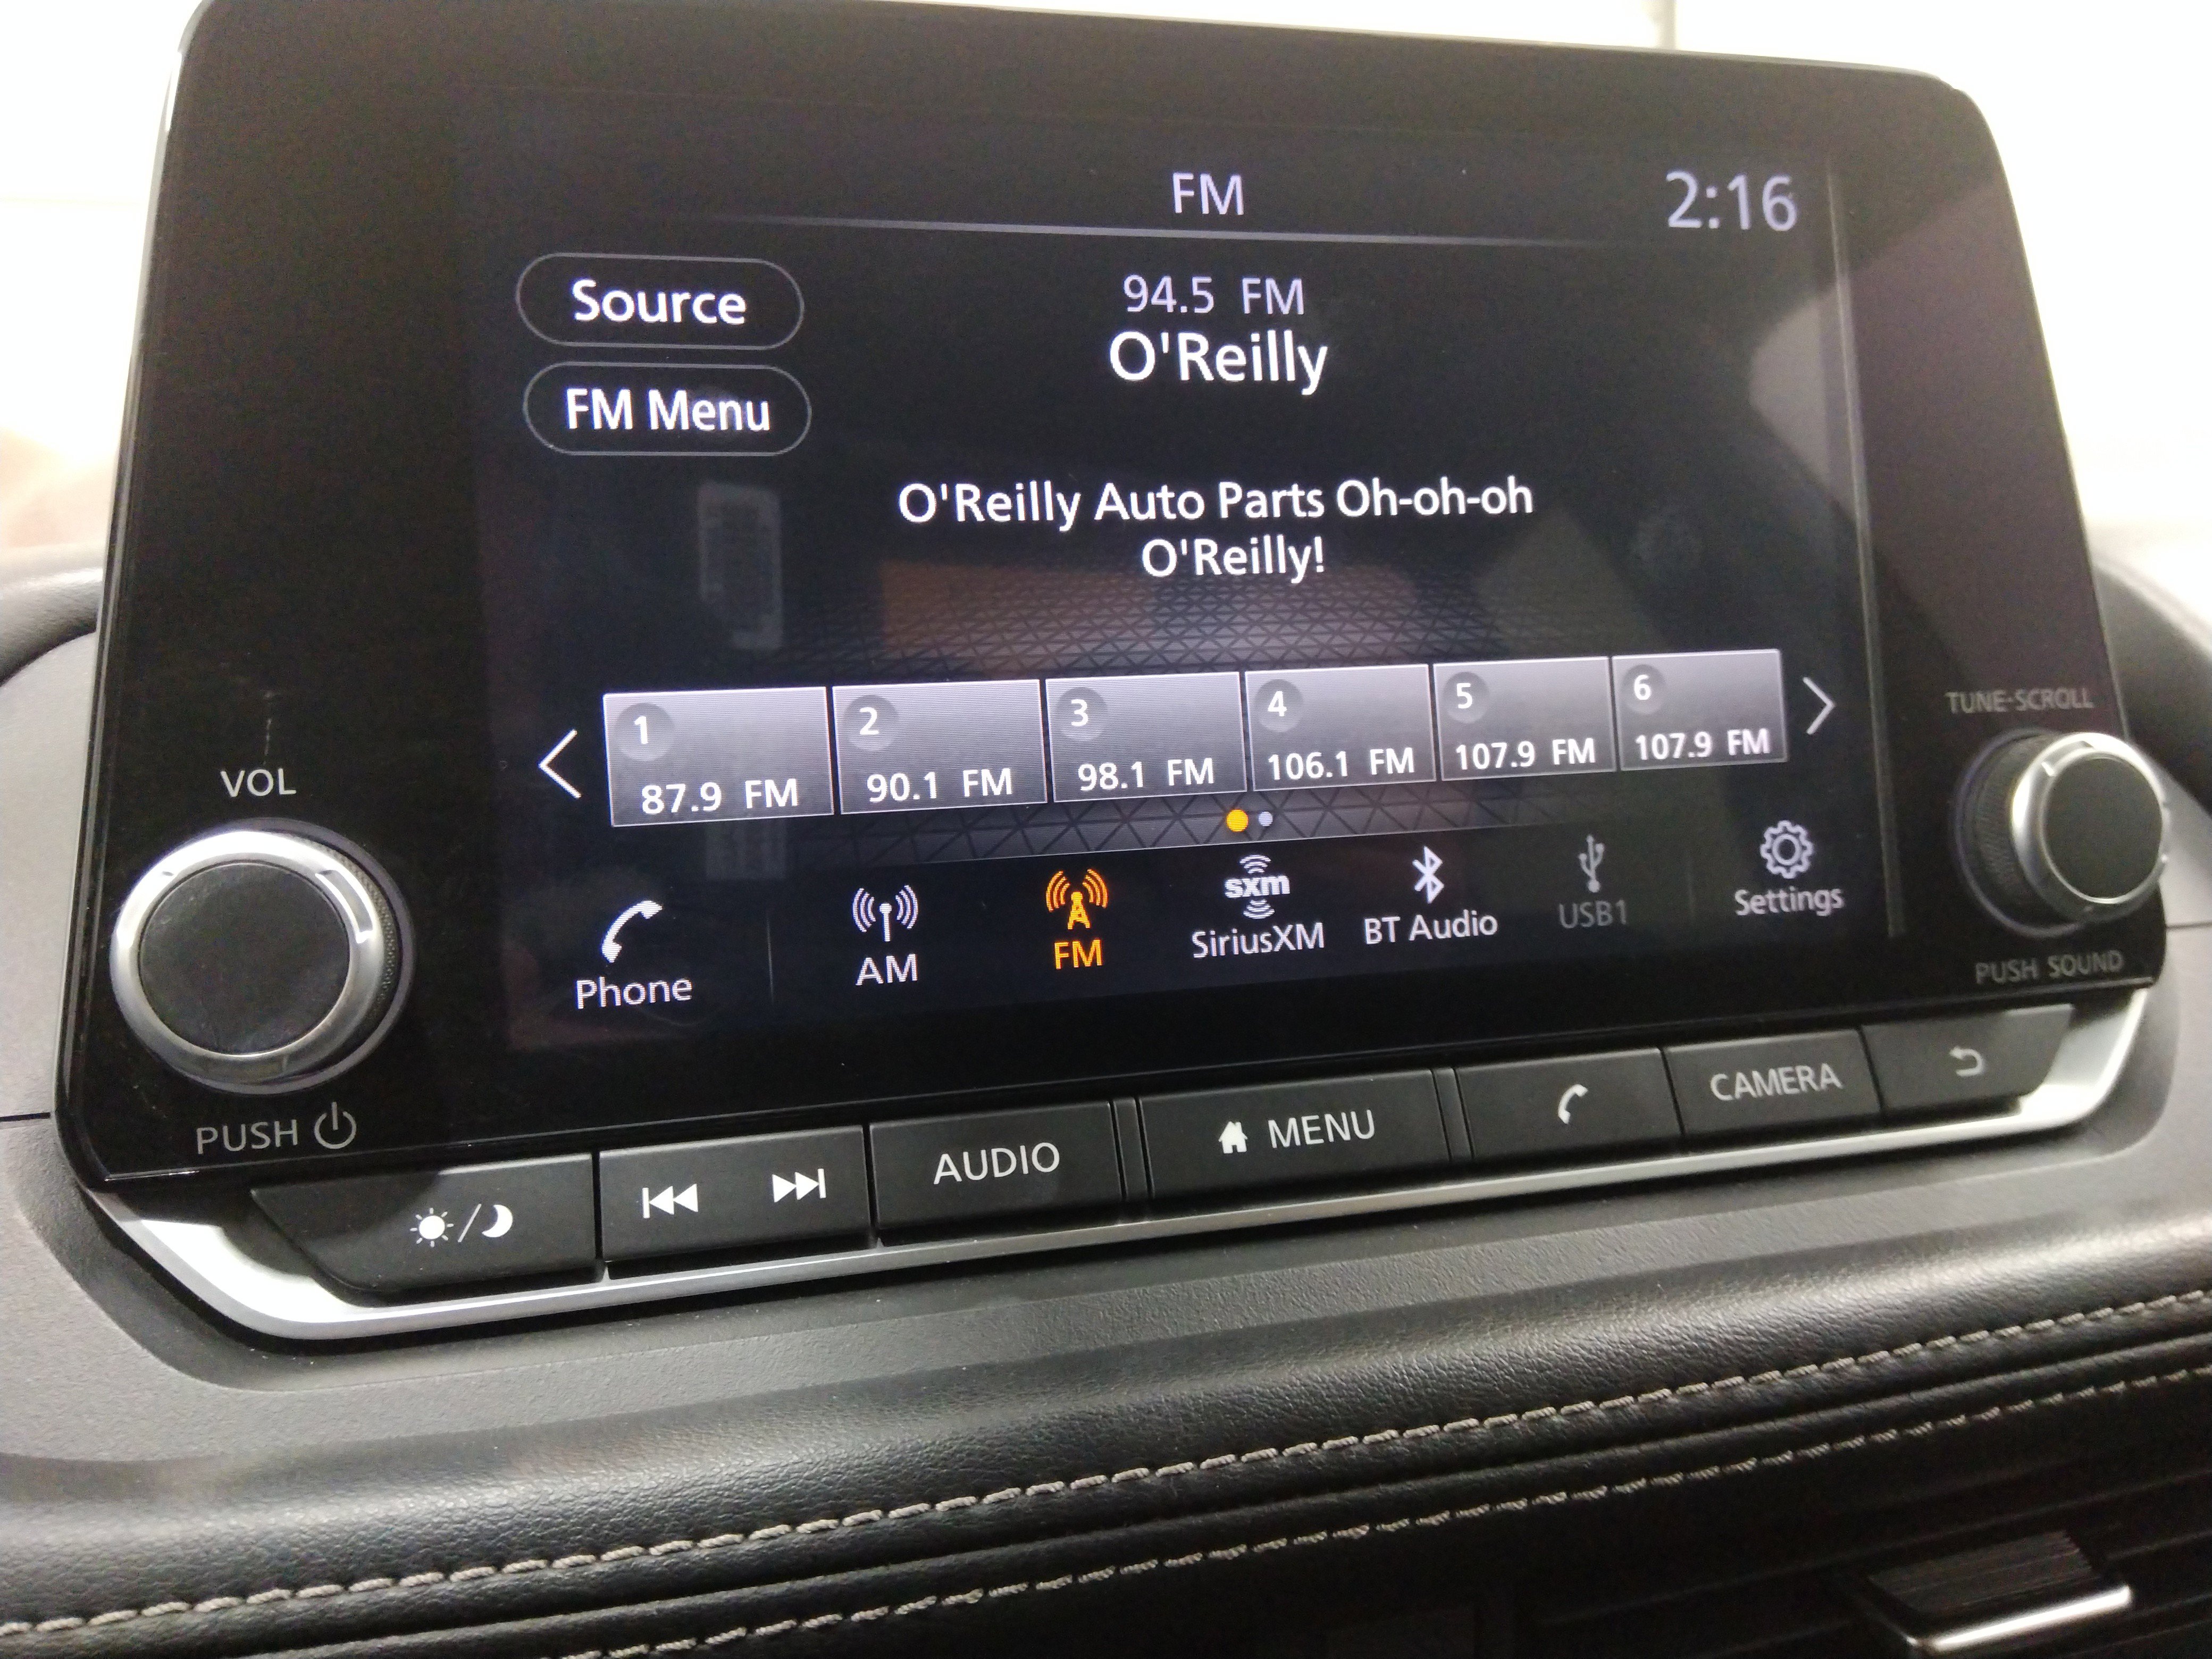 FM
2:16
Source
94.5 FM
O'Reilly
FM Menu
O'Reilly Auto Parts Oh-oh-oh
O'Reilly!
1
87.9 FM
2
90.1 FM
3
98.1 FM
4
106.1 FM
5
107.9 FM
6
107.9 FM
VOL
TUNE-SCROLL
Phone
AM
FM
sxm
SiriusXM
BT Audio
USB1
Settings
PUSH
PUSH SOUND
AUDIO
MENU
CAMERA